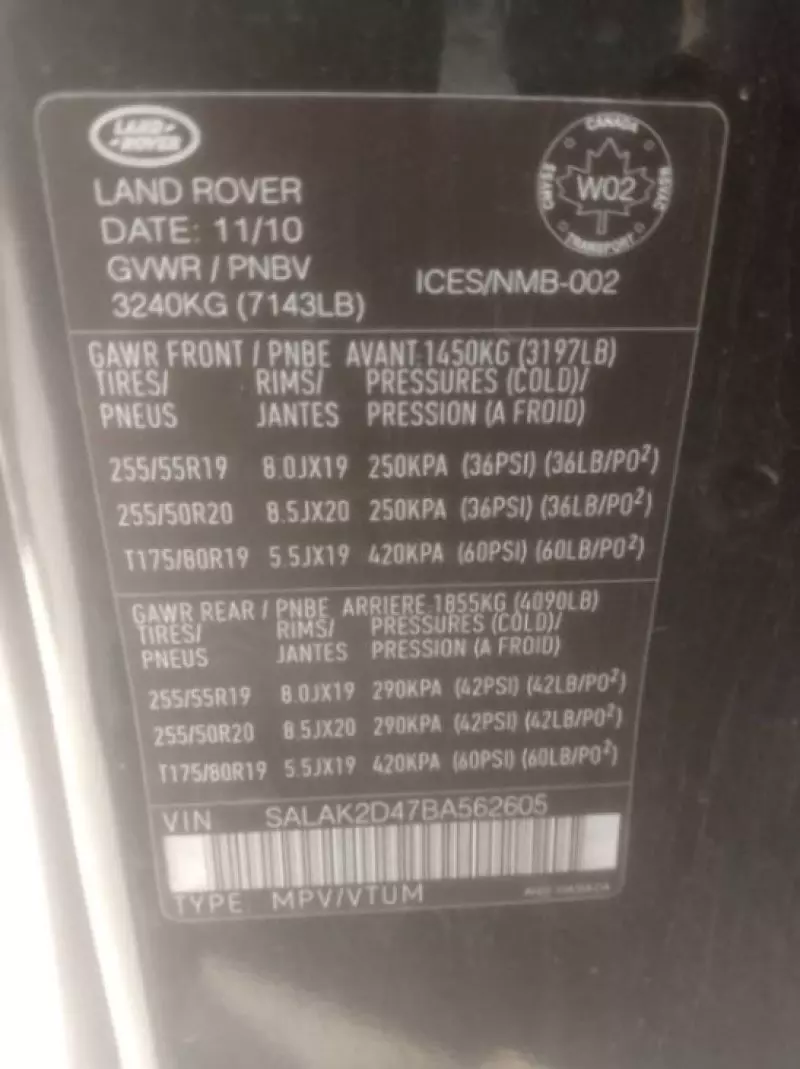 LAND ROVER
CANADA
W02
TRANSPORT
LAND ROVER
DATE: 11/10
GVWR / PNBV
ICES/NMB-002
3240KG (7143LB)
GAWR FRONT / PNBE AVANT 1450KG (3197LB)
TIRES/ RIMS/ PRESSURES (COLD)/
PNEUS JANTES PRESSION (A FROID)
255/55R19 8.0JX19 250KPA (36PSI) (36LB/PO²)
255/50R20 8.5JX20 250KPA (36PSI) (36LB/PO²)
T175/80R19 5.5JX19 420KPA (60PSI) (60LB/PO²)
GAWR REAR / PNBE ARRIERE 1855KG (4090LB)
TIRES/ RIMS/ PRESSURES (COLD)/
PNEUS JANTES PRESSION (A FROID)
255/55R19 8.0JX19 290KPA (42PSI) (42LB/PO²)
255/50R20 8.5JX20 290KPA (42PSI) (42LB/PO²)
T175/80R19 5.5JX19 420KPA (60PSI) (60LB/PO²)
VIN SALAK2D47BA562605
TYPE MPV/VTUM